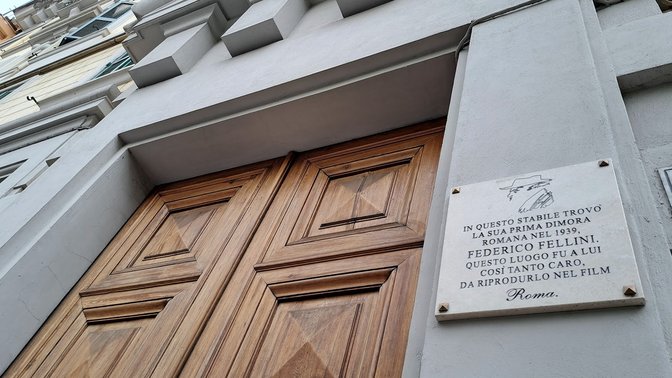 IN QUESTO STABILE TROVÒ
LA SUA PRIMA DIMORA
ROMANA NEL 1939,
FEDERICO FELLINI.
QUESTO LUOGO FU A LUI
COSÌ TANTO CARO,
DA RIPRODURLO NEL FILM
Roma.